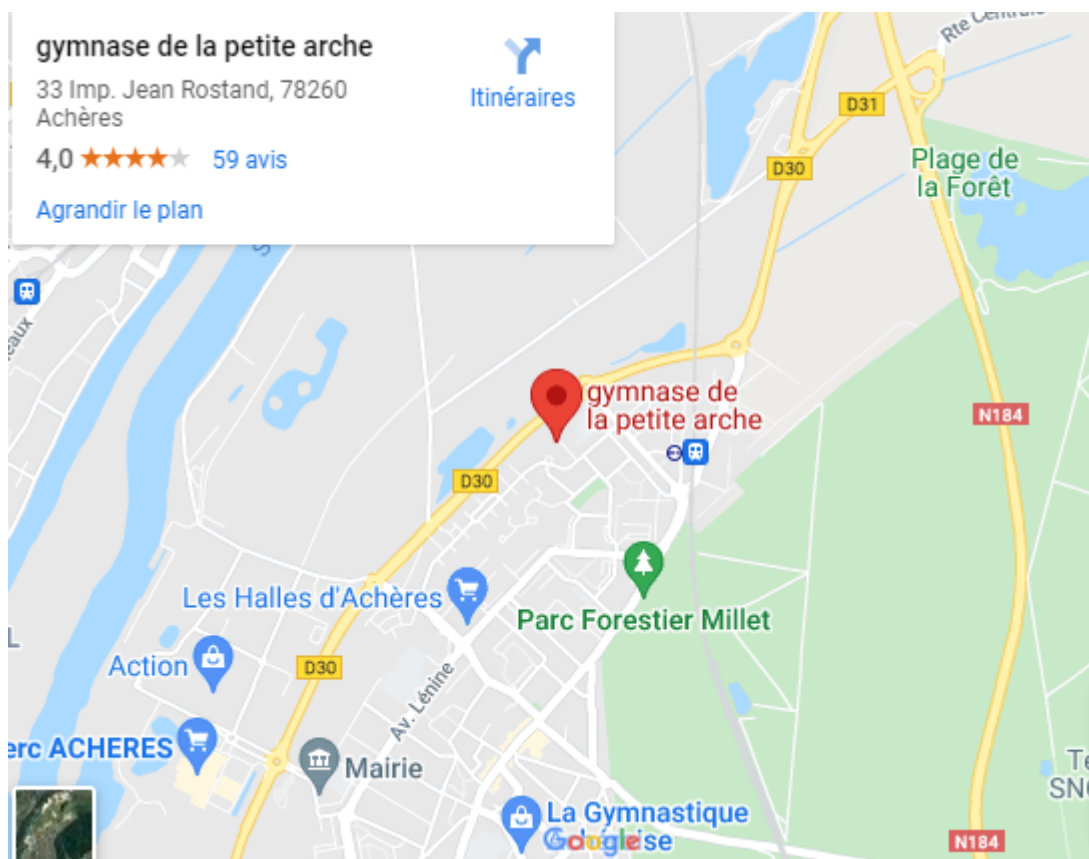 gymnase de la petite arche
33 Imp. Jean Rostand, 78260
Achères
4,0
59 avis
Itinéraires
Agrandir le plan
Rte Centrale
D31
D30
Plage de
la Forêt
gymnase de
la petite arche
N184
D30
Les Halles d'Achères
Parc Forestier Millet
Action
D30
Av. Lénine
erc ACHERES
Mairie
La Gymnastique
Google
N184